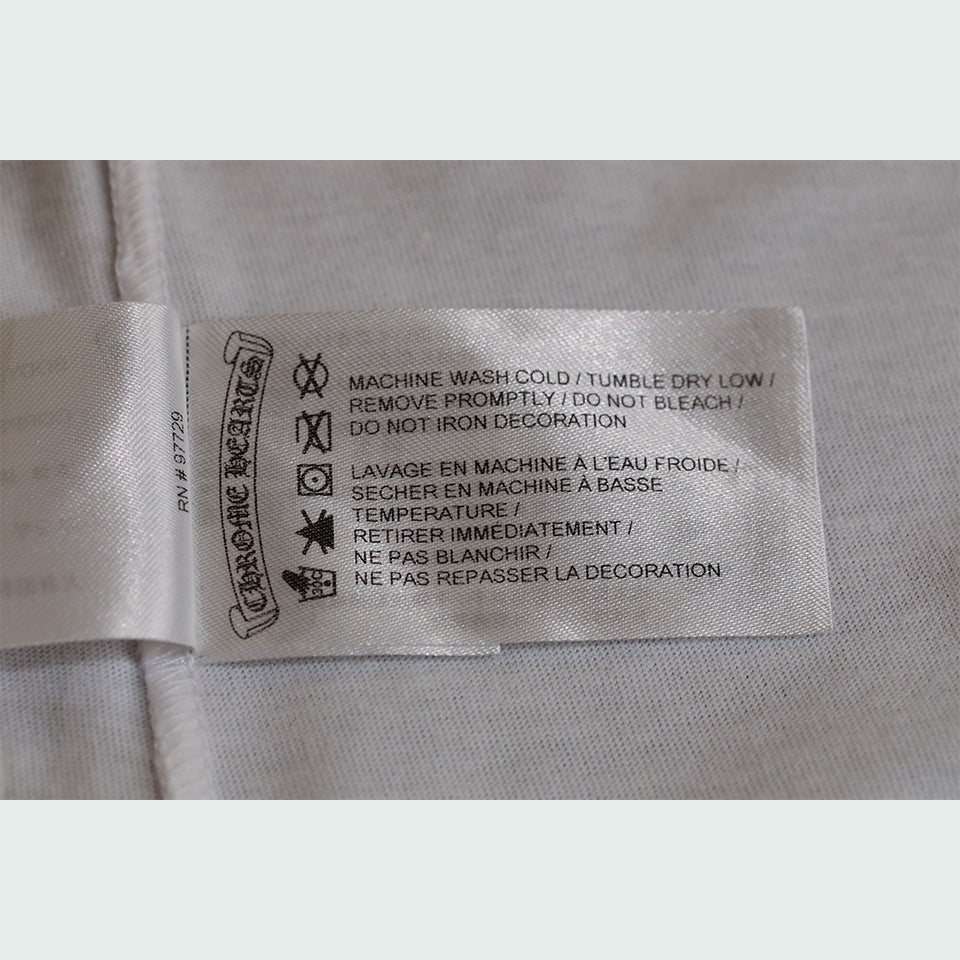 RN # 97729
CHROME HEARTS
MACHINE WASH COLD / TUMBLE DRY LOW /
REMOVE PROMPTLY / DO NOT BLEACH /
DO NOT IRON DECORATION
LAVAGE EN MACHINE À L'EAU FROIDE /
SECHER EN MACHINE À BASSE
TEMPERATURE /
RETIRER IMMÉDIATEMENT /
NE PAS BLANCHIR /
NE PAS REPASSER LA DECORATION